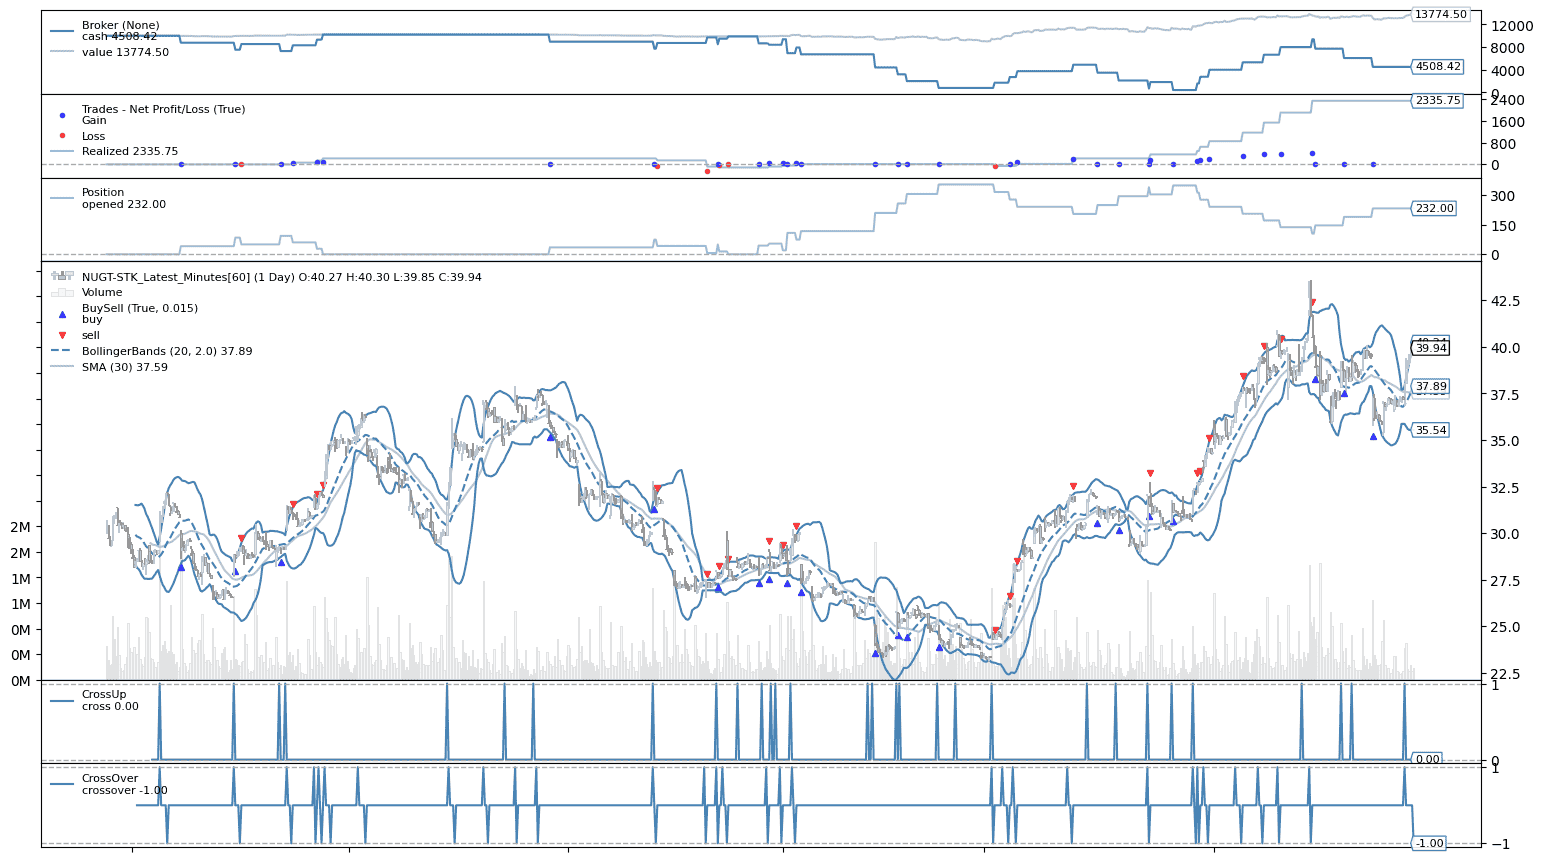 Broker (None)
cash 4508.42
value 13774.50
13774.50
12000
8000
4508.42
4000
0
Trades - Net Profit/Loss (True)
Gain
Loss
Realized 2335.75
2400
2335.75
1600
800
0
Position
opened 232.00
300
232.00
150
0
NUGT-STK_Latest_Minutes[60] (1 Day) O:40.27 H:40.30 L:39.85 C:39.94
Volume
BuySell (True, 0.015)
buy
sell
BollingerBands (20, 2.0) 37.89
SMA (30) 37.59
42.5
40.0
39.94
37.89
37.5
35.54
35.0
32.5
30.0
27.5
25.0
22.5
2M
2M
1M
1M
0M
0M
0M
CrossUp
cross 0.00
1
0.00
0
CrossOver
crossover -1.00
1
-1.00
−1